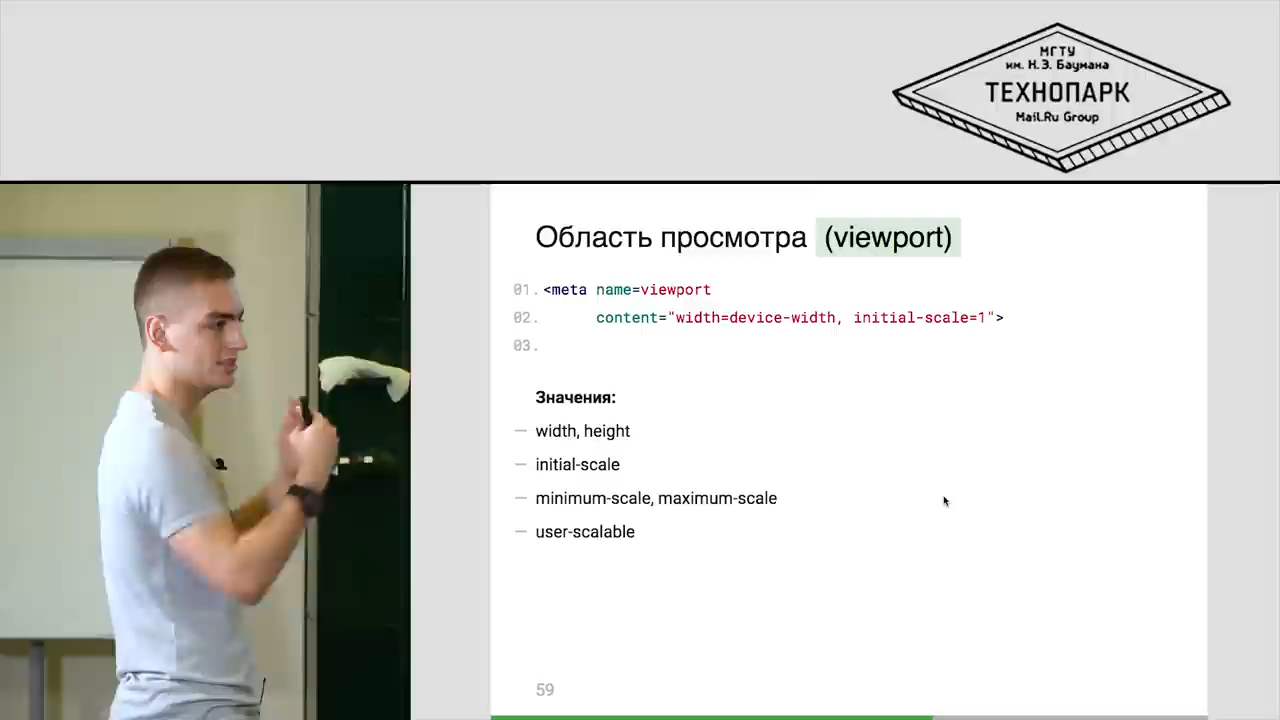 МГТУ
им. Н.Э. Баумана
ТЕХНОПАРК
Mail.Ru Group
Область просмотра (viewport)
01. <meta name=viewport
02. content="width=device-width, initial-scale=1">
03.
Значения:
— width, height
— initial-scale
— minimum-scale, maximum-scale
— user-scalable
59